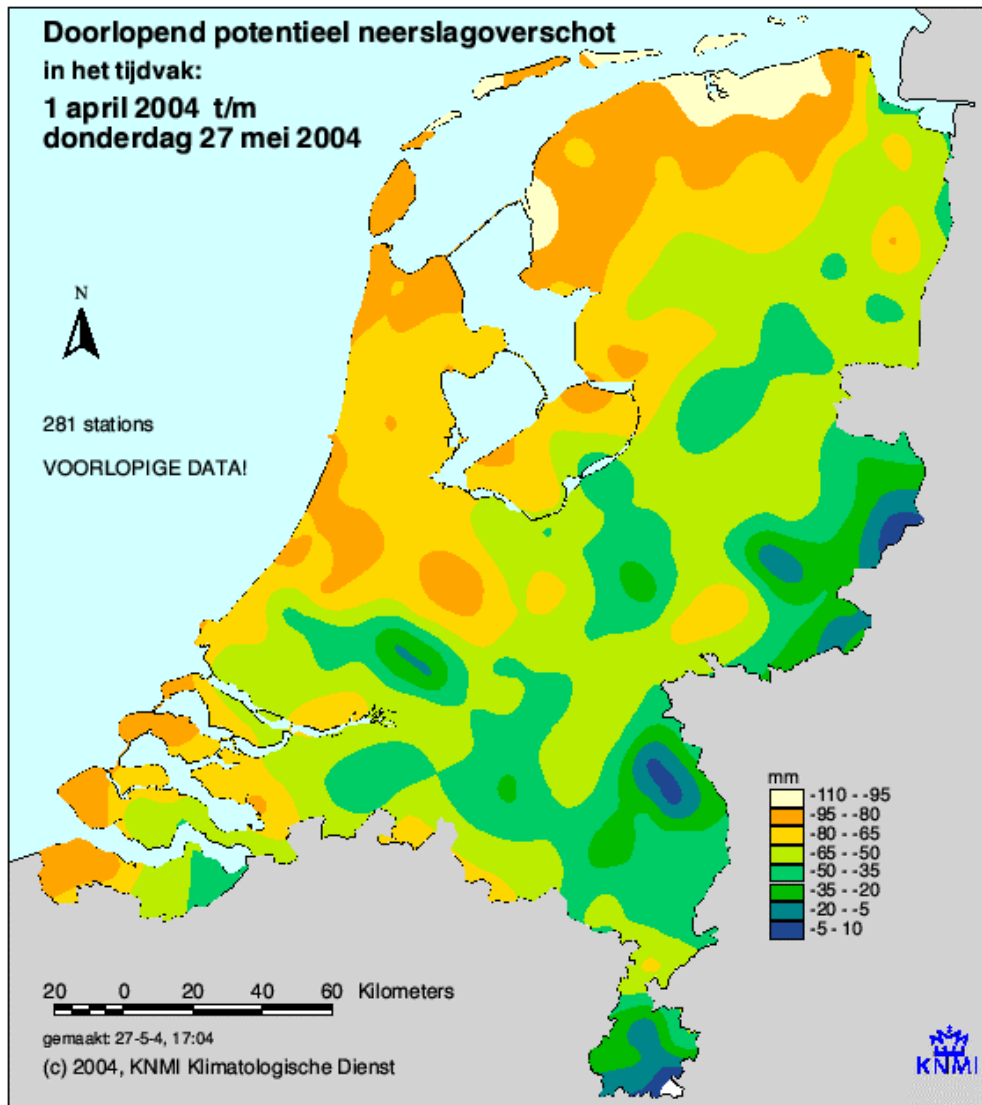 Doorlopend potentieel neerslagoverschot
in het tijdvak:
1 april 2004 t/m
donderdag 27 mei 2004
N
281 stations
VOORLOPIGE DATA!
mm
-110 - -95
-95 - -80
-80 - -65
-65 - -50
-50 - -35
-35 - -20
-20 - -5
-5 - 10
20 0 20 40 60 Kilometers
gemaakt: 27-5-4, 17:04
(c) 2004, KNMI Klimatologische Dienst
KNMI